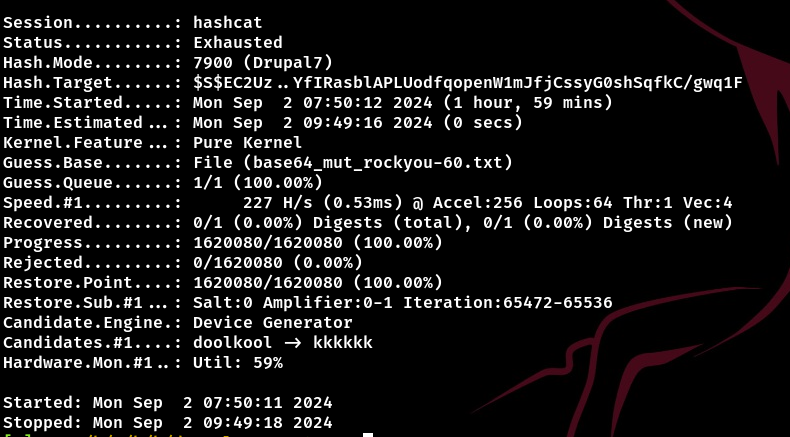 Session..........: hashcat
Status...........: Exhausted
Hash.Mode........: 7900 (Drupal7)
Hash.Target......: $S$EC2Uz..YfIRasblAPLUodfqopenW1mJfjCssyG0shSqfkC/gwq1F
Time.Started.....: Mon Sep  2 07:50:12 2024 (1 hour, 59 mins)
Time.Estimated...: Mon Sep  2 09:49:16 2024 (0 secs)
Kernel.Feature...: Pure Kernel
Guess.Base.......: File (base64_mut_rockyou-60.txt)
Guess.Queue......: 1/1 (100.00%)
Speed.#1.........:      227 H/s (0.53ms) @ Accel:256 Loops:64 Thr:1 Vec:4
Recovered........: 0/1 (0.00%) Digests (total), 0/1 (0.00%) Digests (new)
Progress.........: 1620080/1620080 (100.00%)
Rejected.........: 0/1620080 (0.00%)
Restore.Point....: 1620080/1620080 (100.00%)
Restore.Sub.#1...: Salt:0 Amplifier:0-1 Iteration:65472-65536
Candidate.Engine.: Device Generator
Candidates.#1....: doolkool -> kkkkkk
Hardware.Mon.#1..: Util: 59%
Started: Mon Sep  2 07:50:11 2024
Stopped: Mon Sep  2 09:49:18 2024